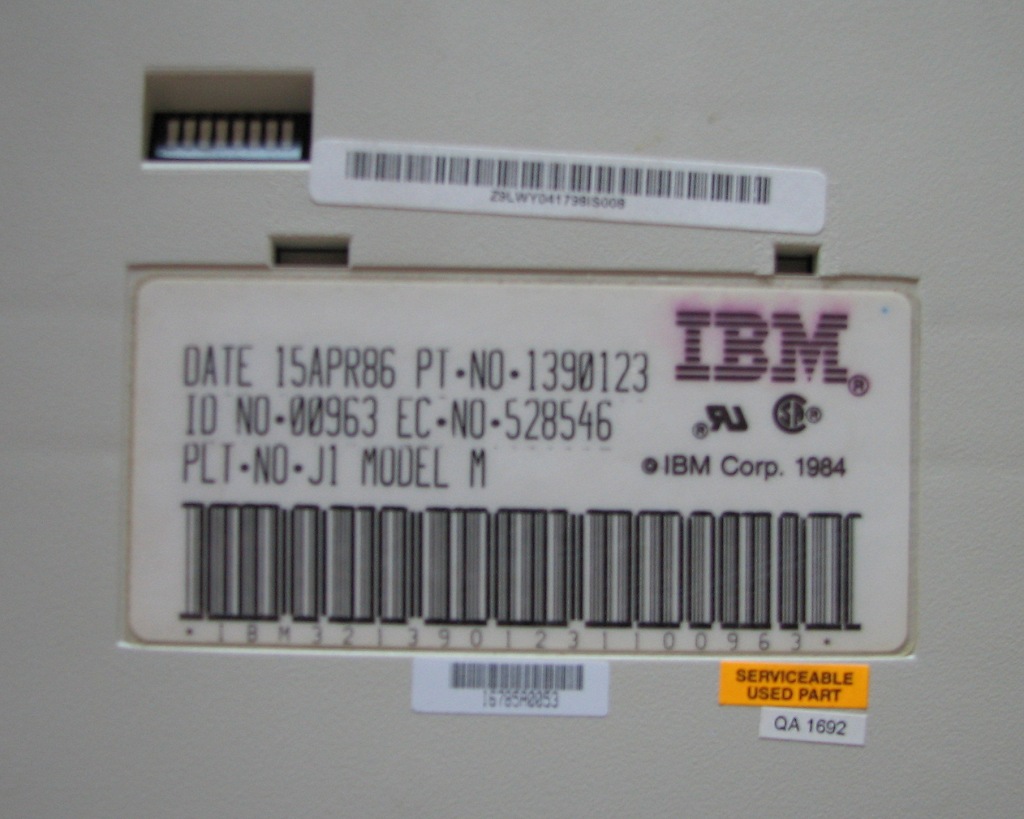 Z9LWY041798IS008
IBM®
DATE 15APR86 PT·NO·1390123
ID NO·00963 EC·NO·528546
PLT·NO·J1 MODEL M
®
®
© IBM Corp. 1984
*IBM3213901231100963*
SERVICEABLE
USED PART
QA 1692